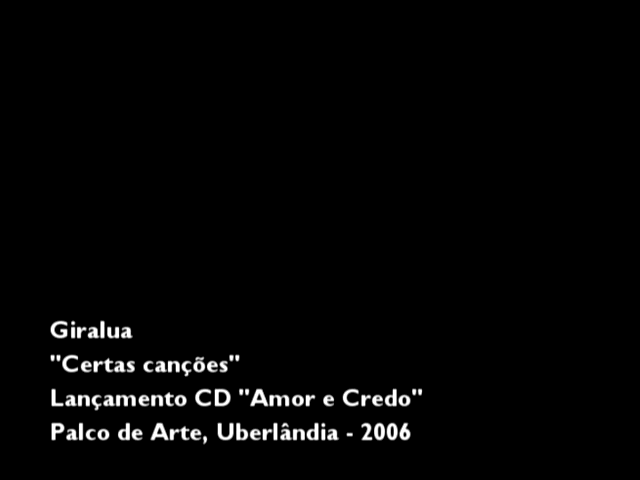 Giralua
"Certas canções"
Lançamento CD "Amor e Credo"
Palco de Arte, Uberlândia - 2006